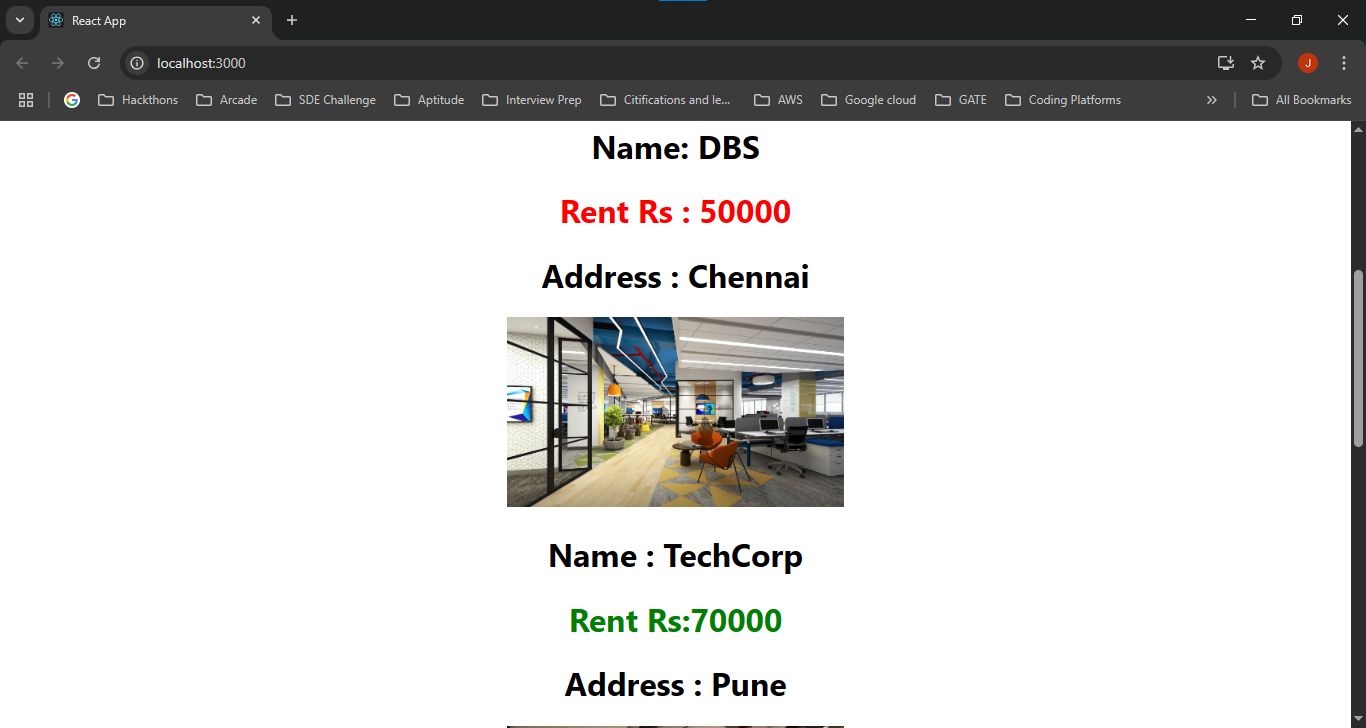 React App
localhost:3000
J
Hackthons
Arcade
SDE Challenge
Aptitude
Interview Prep
Citifications and le...
AWS
Google cloud
GATE
Coding Platforms
All Bookmarks
Name: DBS
Rent Rs : 50000
Address : Chennai
Name : TechCorp
Rent Rs:70000
Address : Pune